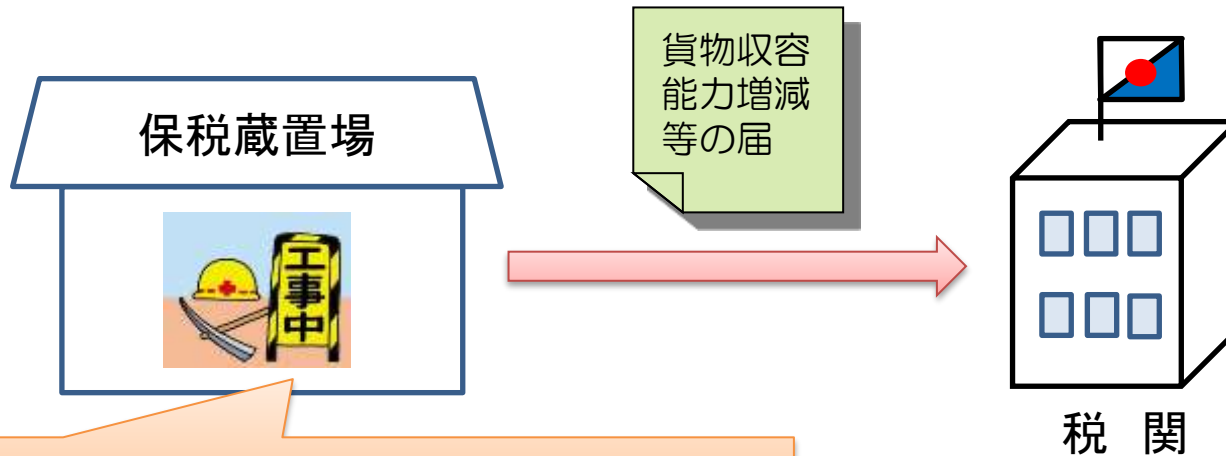 保税蔵置場
貨物収容
能力増減
等の届
工事中
税 関